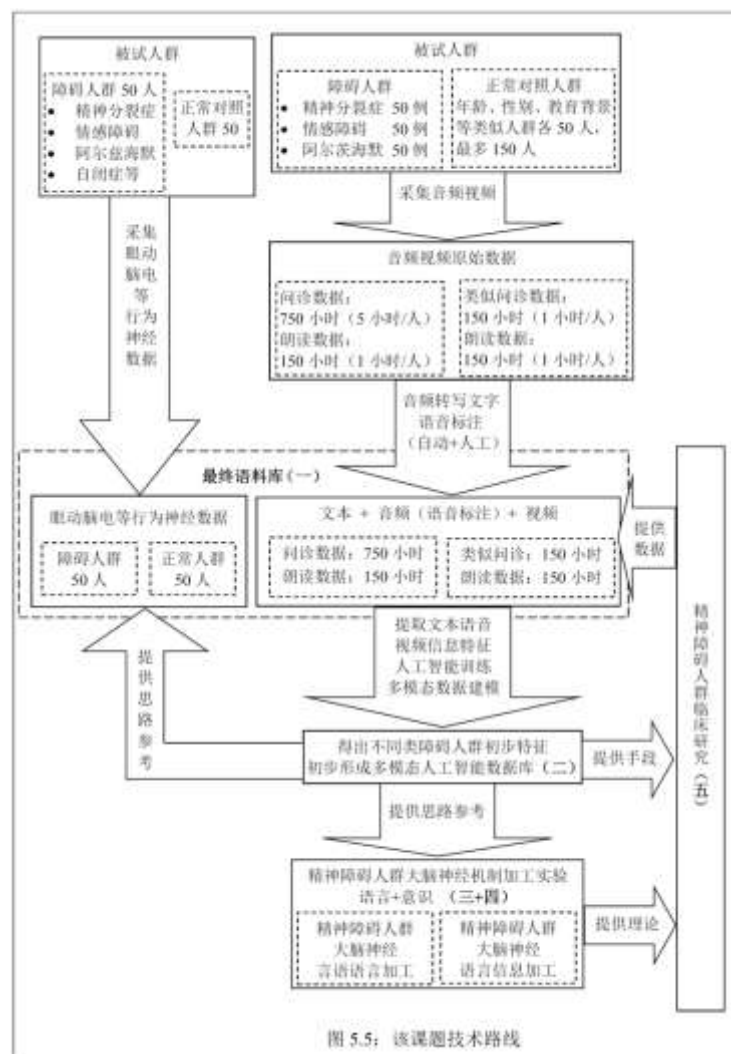 被试人群
障碍人群 50 人
• 精神分裂症
• 情感障碍
• 阿尔兹海默
• 自闭症等
正常对照
人群 50
被试人群
障碍人群
• 精神分裂症 50 例
• 情感障碍 50 例
• 阿尔茨海默 50 例
正常对照人群
年龄、性别、教育背景
等类似人群各 50 人，
最多 150 人
采集
眼动
脑电
等
行为
神经
数据
采集音频视频
音频视频原始数据
问诊数据：
750 小时（5 小时/人）
朗读数据：
150 小时（1 小时/人）
类似问诊数据：
150 小时（1 小时/人）
朗读数据：
150 小时（1 小时/人）
音频转写文字
语音标注
（自动+人工）
最终语料库（一）
眼动脑电等行为神经数据
障碍人群
50 人
正常人群
50 人
文本 + 音频（语音标注）+ 视频
问诊数据：750 小时
朗读数据：150 小时
类似问诊：150 小时
朗读数据：150 小时
提供
数据
提取文本语音
视频信息特征
人工智能训练
多模态数据建模
提
供
思
路
参
考
得出不同类障碍人群初步特征
初步形成多模态人工智能数据库（二）
提供手段
提供思路参考
精神障碍人群大脑神经机制加工实验
语言+意识 （三+四）
精神障碍人群
大脑神经
言语语言加工
精神障碍人群
大脑神经
语言信息加工
提供理论
精神障碍人群临床研究（五）
图 5.5：该课题技术路线